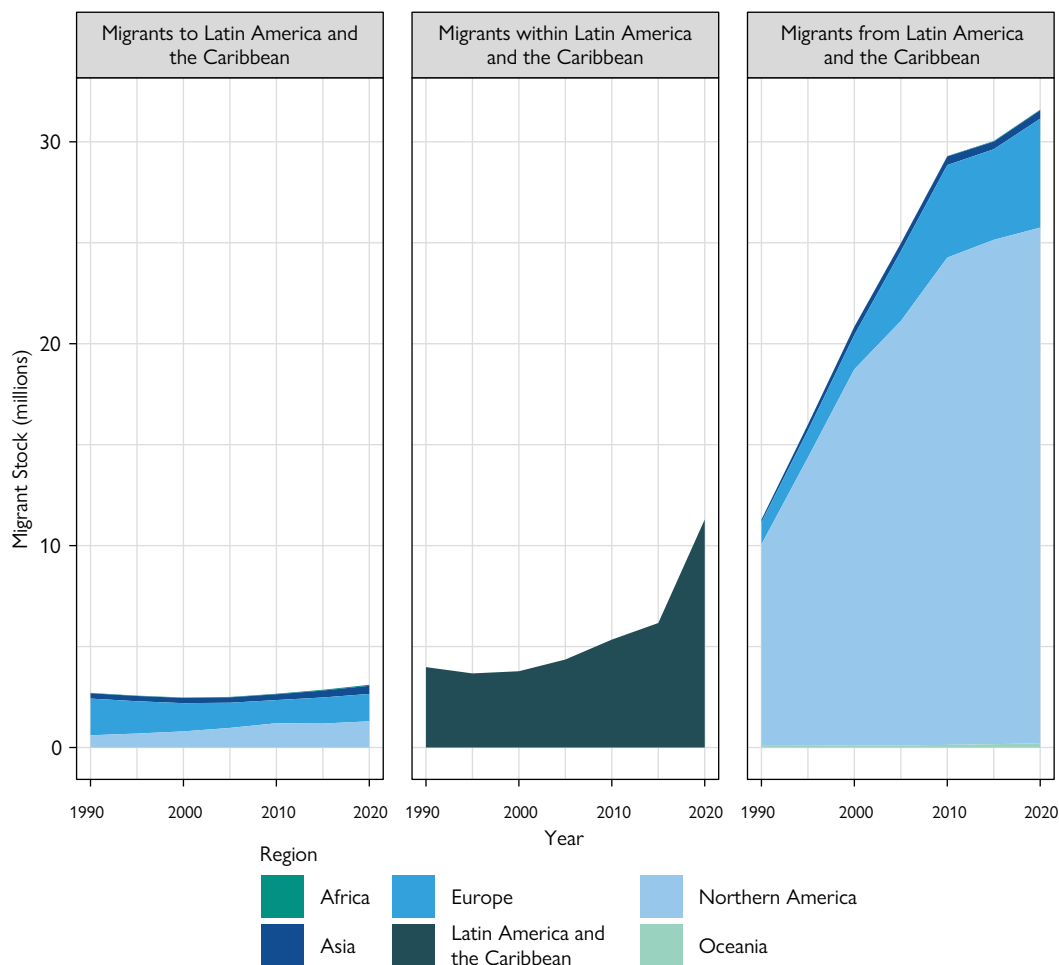 Migrants to Latin America and
the Caribbean
Migrants within Latin America
and the Caribbean
Migrants from Latin America
and the Caribbean
Migrant Stock (millions)
30
20
10
0
1990 2000 2010 2020
1990 2000 2010 2020
1990 2000 2010 2020
Year
Region
Africa
Europe
Northern America
Asia
Latin America and
the Caribbean
Oceania